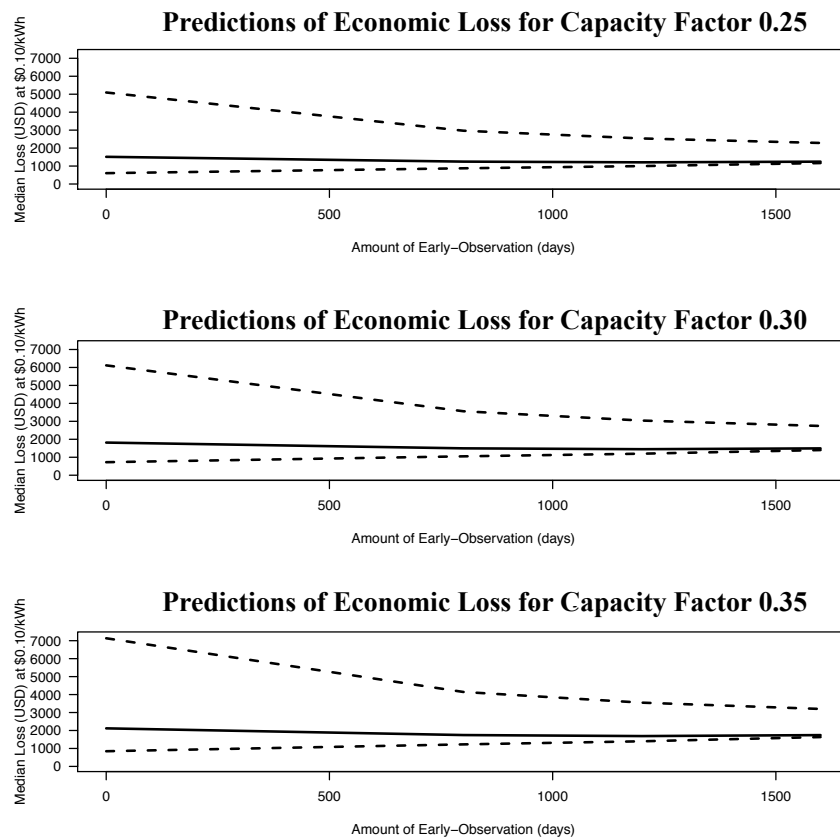 Predictions of Economic Loss for Capacity Factor 0.25
Median Loss (USD) at $0.10/kWh
7000
6000
5000
4000
3000
2000
1000
0
0 500 1000 1500
Amount of Early−Observation (days)
Predictions of Economic Loss for Capacity Factor 0.30
Median Loss (USD) at $0.10/kWh
7000
6000
5000
4000
3000
2000
1000
0
0 500 1000 1500
Amount of Early−Observation (days)
Predictions of Economic Loss for Capacity Factor 0.35
Median Loss (USD) at $0.10/kWh
7000
6000
5000
4000
3000
2000
1000
0
0 500 1000 1500
Amount of Early−Observation (days)